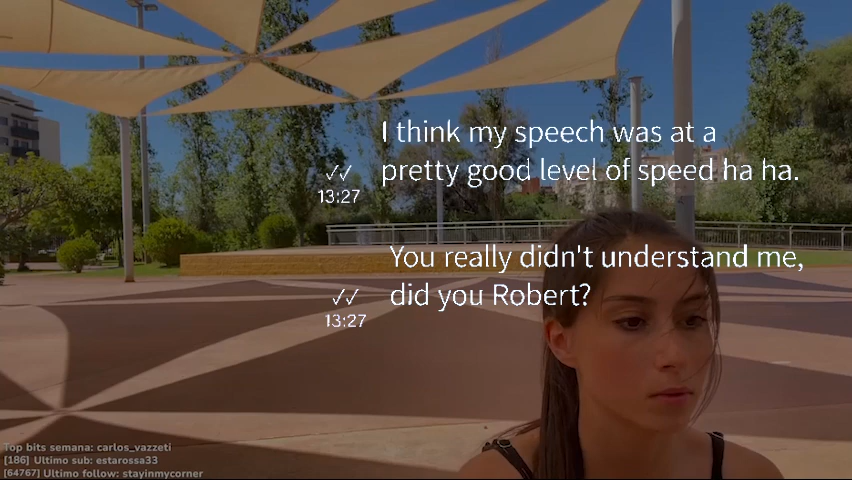 I think my speech was at a
pretty good level of speed ha ha.
13:27
You really didn't understand me,
did you Robert?
13:27
Top bits semana: carlos_vazzeti
[186] Ultimo sub: estarossa33
[64767] Ultimo follow: stayinmycorner